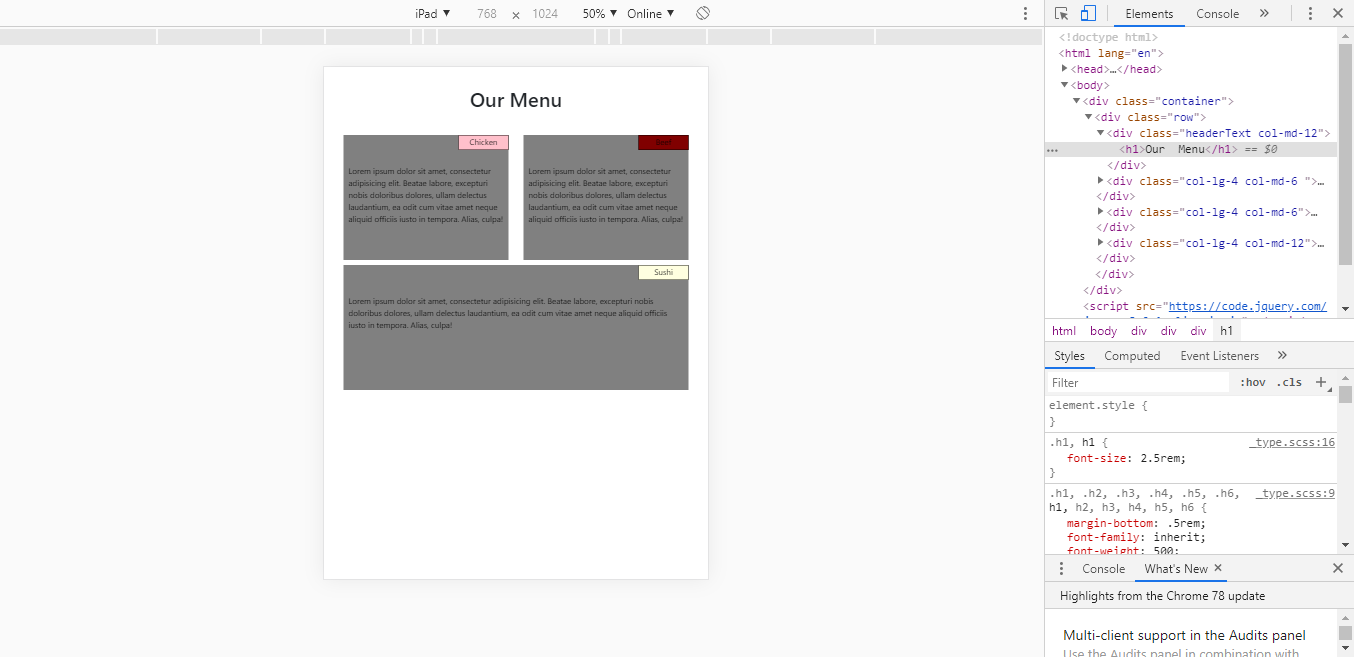 iPad ▼ 768 × 1024 50% ▼ Online ▼
Our Menu
Chicken
Lorem ipsum dolor sit amet, consectetur
adipisicing elit. Beatae labore, excepturi
nobis doloribus dolores, ullam delectus
laudantium, ea odit cum vitae amet neque
aliquid officiis iusto in tempora. Alias, culpa!
Beef
Lorem ipsum dolor sit amet, consectetur
adipisicing elit. Beatae labore, excepturi
nobis doloribus dolores, ullam delectus
laudantium, ea odit cum vitae amet neque
aliquid officiis iusto in tempora. Alias, culpa!
Sushi
Lorem ipsum dolor sit amet, consectetur adipisicing elit. Beatae labore, excepturi nobis
doloribus dolores, ullam delectus laudantium, ea odit cum vitae amet neque aliquid officiis
iusto in tempora. Alias, culpa!
Elements Console »
<!doctype html>
<html lang="en">
▶<head>…</head>
▼<body>
▼<div class="container">
▼<div class="row">
▼<div class="headerText col-md-12">
… <h1>Our  Menu</h1> == $0
</div>
▶<div class="col-lg-4 col-md-6 ">…
</div>
▶<div class="col-lg-4 col-md-6">…
</div>
▶<div class="col-lg-4 col-md-12">…
</div>
</div>
</div>
<script src="https://code.jquery.com/
html body div div div h1
Styles Computed Event Listeners »
Filter :hov .cls +
element.style {
}
.h1, h1 { _type.scss:16
font-size: 2.5rem;
}
.h1, .h2, .h3, .h4, .h5, .h6, _type.scss:9
h1, h2, h3, h4, h5, h6 {
margin-bottom: .5rem;
font-family: inherit;
font-weight: 500;
Console What's New ×
Highlights from the Chrome 78 update
Multi-client support in the Audits panel
Use the Audits panel in combination with